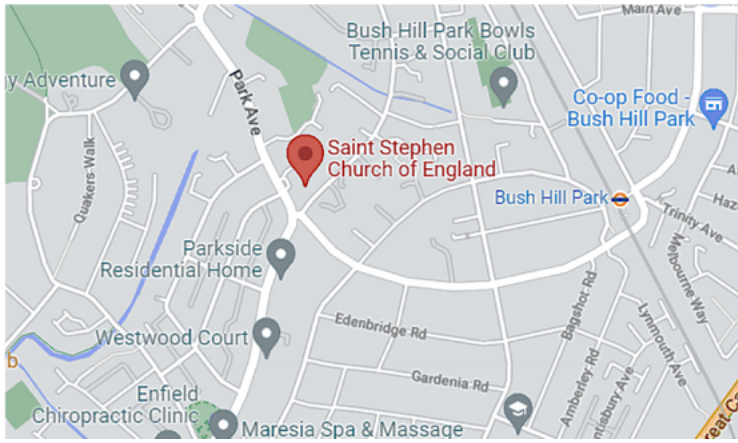 Main Ave
Bush Hill Park Bowls
Tennis & Social Club
y Adventure
Park Ave
Co-op Food -
Bush Hill Park
Saint Stephen
Church of England
Quakers Walk
Bush Hill Park
Trinity Ave
Melbourne Way
Parkside
Residential Home
Bagshot Rd
Lynmouth Ave
Edenbridge Rd
Westwood Court
b
Gardenia Rd
Amberley Rd
Enfield
Chiropractic Clinic
Maresia Spa & Massage